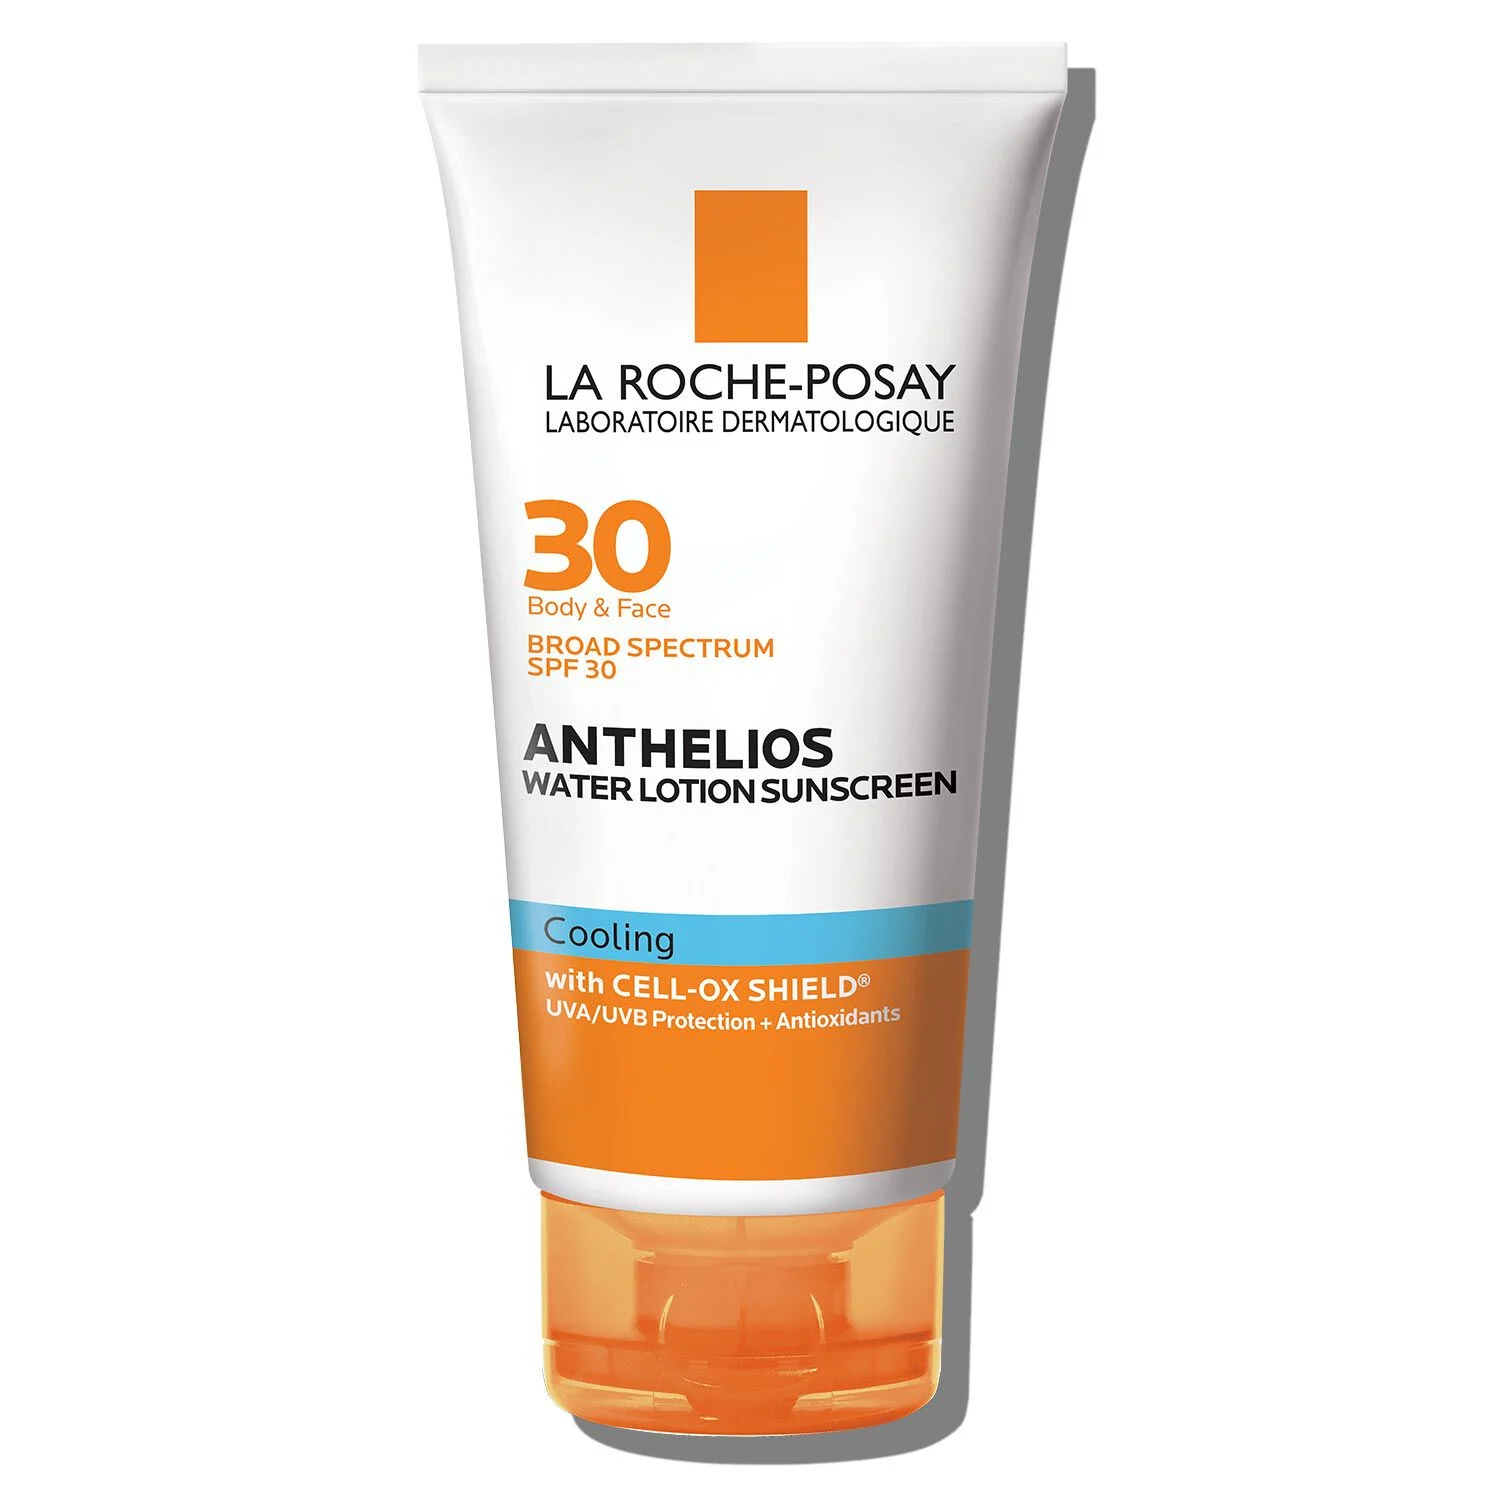 LA ROCHE-POSAY
LABORATOIRE DERMATOLOGIQUE
30
Body & Face
BROAD SPECTRUM
SPF 30
ANTHELIOS
WATER LOTION SUNSCREEN
Cooling
with CELL-OX SHIELD®
UVA/UVB Protection + Antioxidants